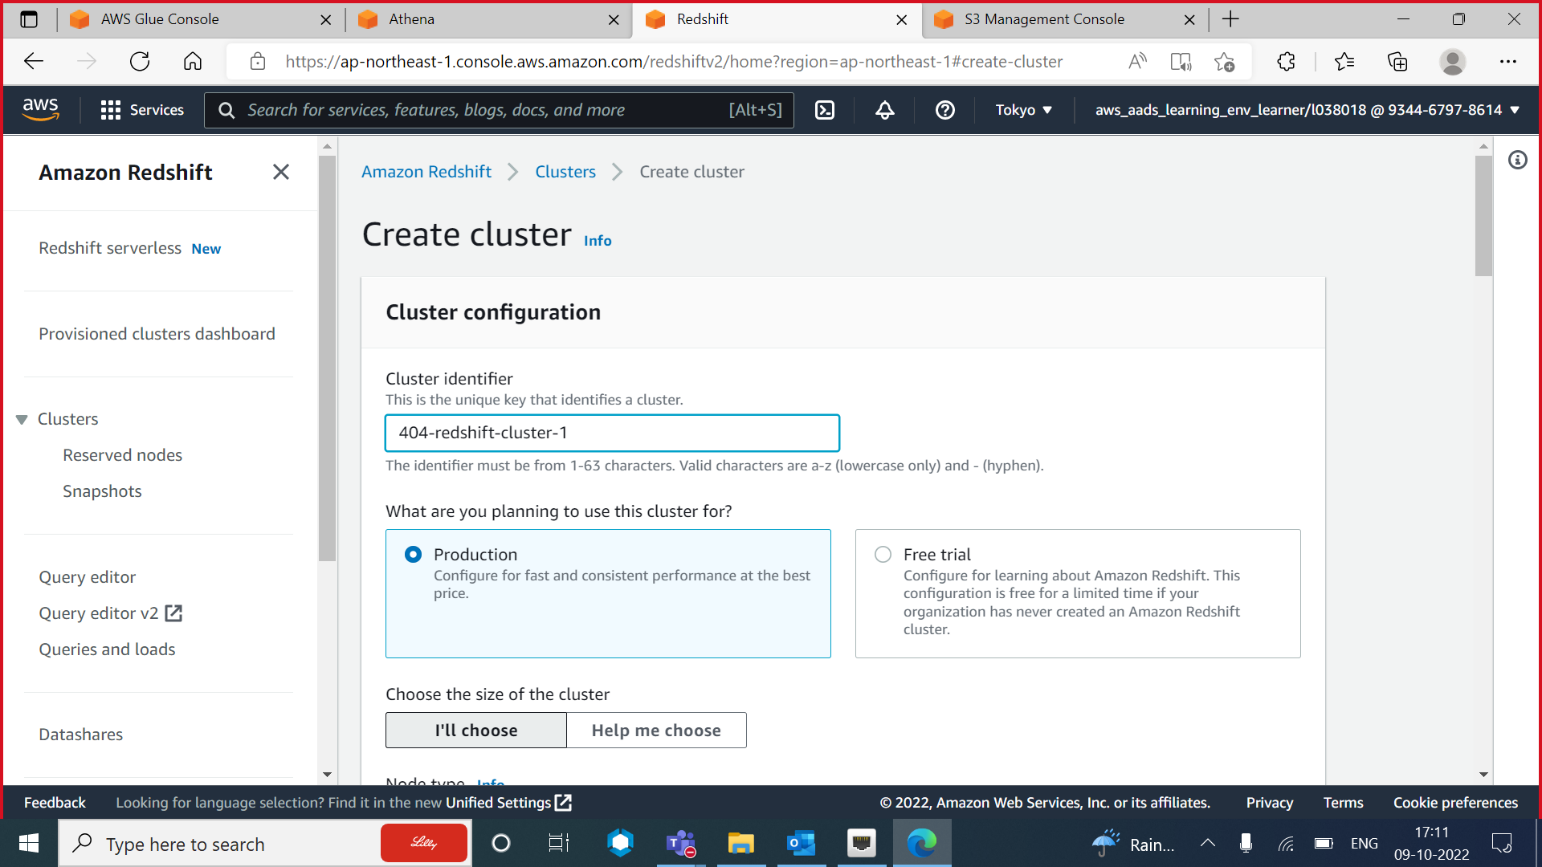 AWS Glue Console
Athena
Redshift
S3 Management Console
https://ap-northeast-1.console.aws.amazon.com/redshiftv2/home?region=ap-northeast-1#create-cluster
aws
Services
Search for services, features, blogs, docs, and more
[Alt+S]
Tokyo
aws_aads_learning_env_learner/l038018 @ 9344-6797-8614
Amazon Redshift
Redshift serverless New
Provisioned clusters dashboard
Clusters
Reserved nodes
Snapshots
Query editor
Query editor v2
Queries and loads
Datashares
Amazon Redshift
Clusters
Create cluster
Create cluster Info
Cluster configuration
Cluster identifier
This is the unique key that identifies a cluster.
404-redshift-cluster-1
The identifier must be from 1-63 characters. Valid characters are a-z (lowercase only) and - (hyphen).
What are you planning to use this cluster for?
Production
Configure for fast and consistent performance at the best
price.
Free trial
Configure for learning about Amazon Redshift. This
configuration is free for a limited time if your
organization has never created an Amazon Redshift
cluster.
Choose the size of the cluster
I'll choose
Help me choose
Node type Info
Feedback
Looking for language selection? Find it in the new Unified Settings
© 2022, Amazon Web Services, Inc. or its affiliates.
Privacy
Terms
Cookie preferences
Type here to search
Lilly
Rain...
ENG
17:11
09-10-2022